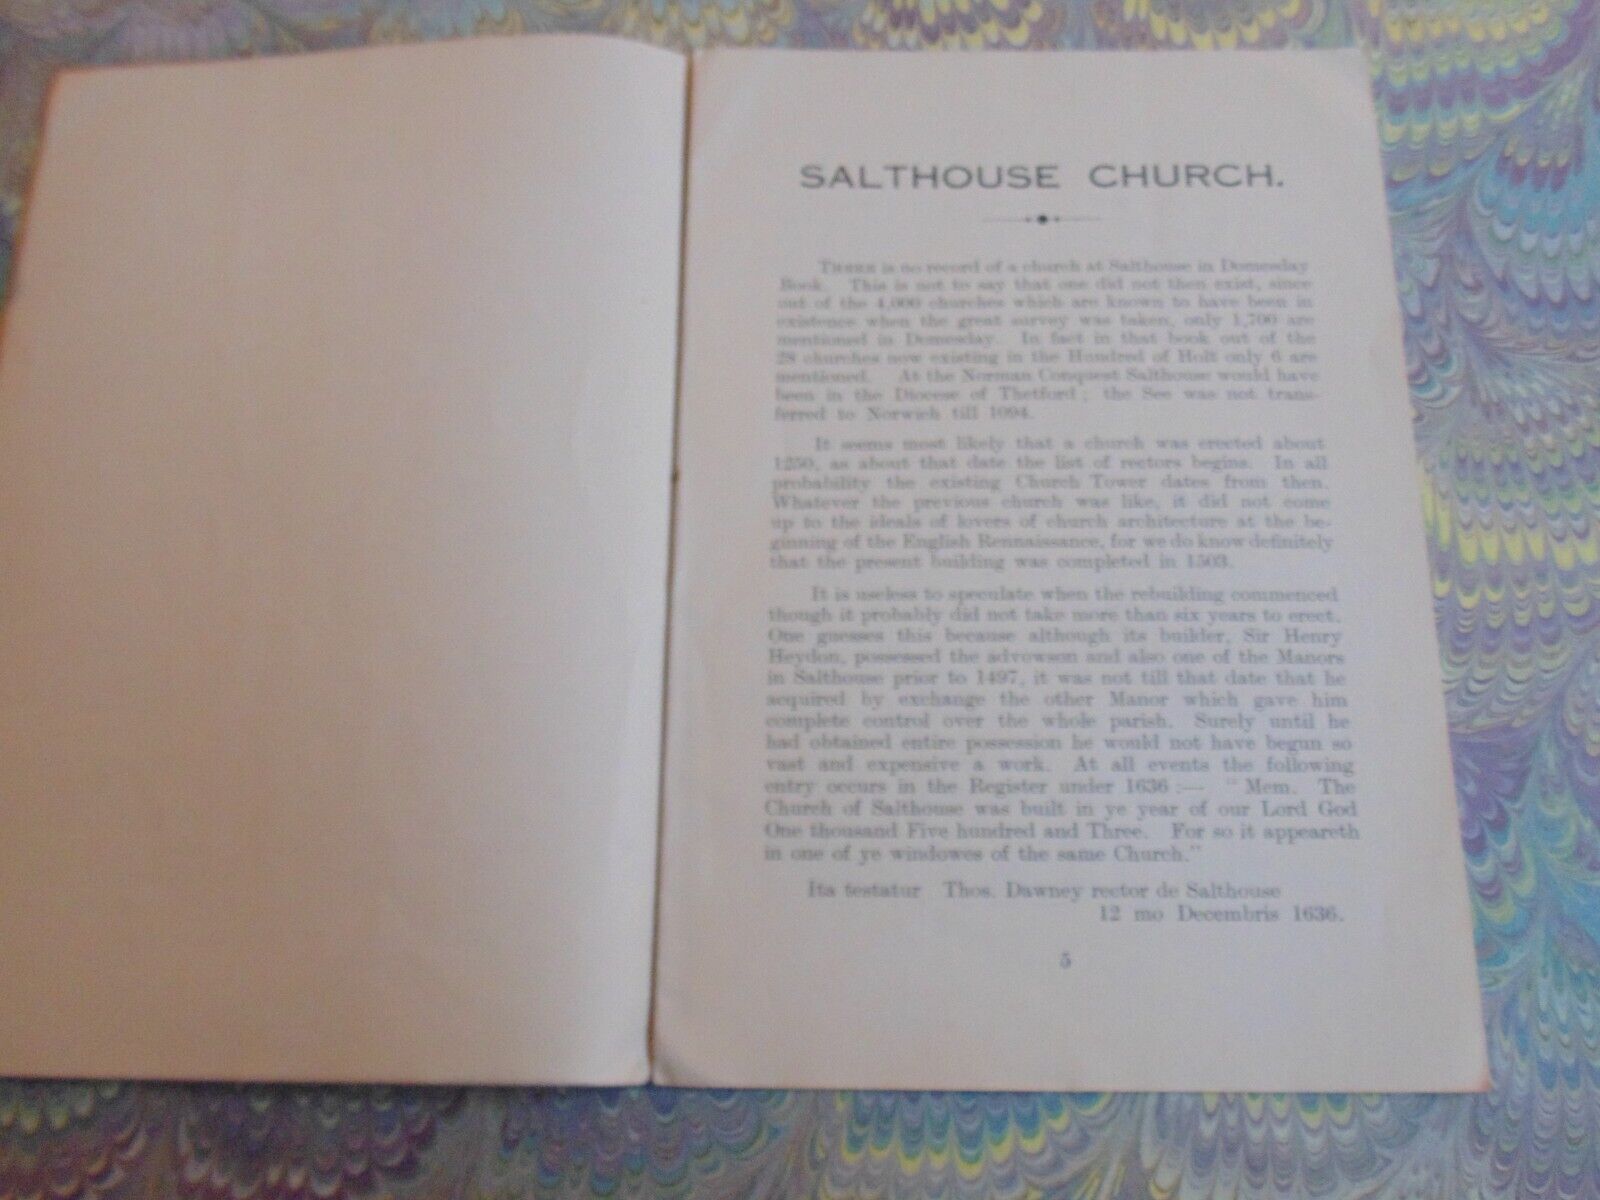 SALTHOUSE CHURCH.
THERE is no record of a church at Salthouse in Domesday
Book. This is not to say that one did not then exist, since
out of the 4,000 churches which are known to have been in
existence when the great survey was taken, only 1,700 are
mentioned in Domesday. In fact in that book out of the
28 churches now existing in the Hundred of Holt only 6 are
mentioned. At the Norman Conquest Salthouse would have
been in the Diocese of Thetford; the See was not trans-
ferred to Norwich till 1094.
It seems most likely that a church was erected about
1250, as about that date the list of rectors begins. In all
probability the existing Church Tower dates from then.
Whatever the previous church was like, it did not come
up to the ideals of lovers of church architecture at the be-
ginning of the English Rennaissance, for we do know definitely
that the present building was completed in 1503.
It is useless to speculate when the rebuilding commenced
though it probably did not take more than six years to erect.
One guesses this because although its builder, Sir Henry
Heydon, possessed the advowson and also one of the Manors
in Salthouse prior to 1497, it was not till that date that he
acquired by exchange the other Manor which gave him
complete control over the whole parish. Surely until he
had obtained entire possession he would not have begun so
vast and expensive a work. At all events the following
entry occurs in the Register under 1636 :— "Mem. The
Church of Salthouse was built in ye year of our Lord God
One thousand Five hundred and Three. For so it appeareth
in one of ye windowes of the same Church."
Ita testatur Thos. Dawney rector de Salthouse
12 mo Decembris 1636.
5